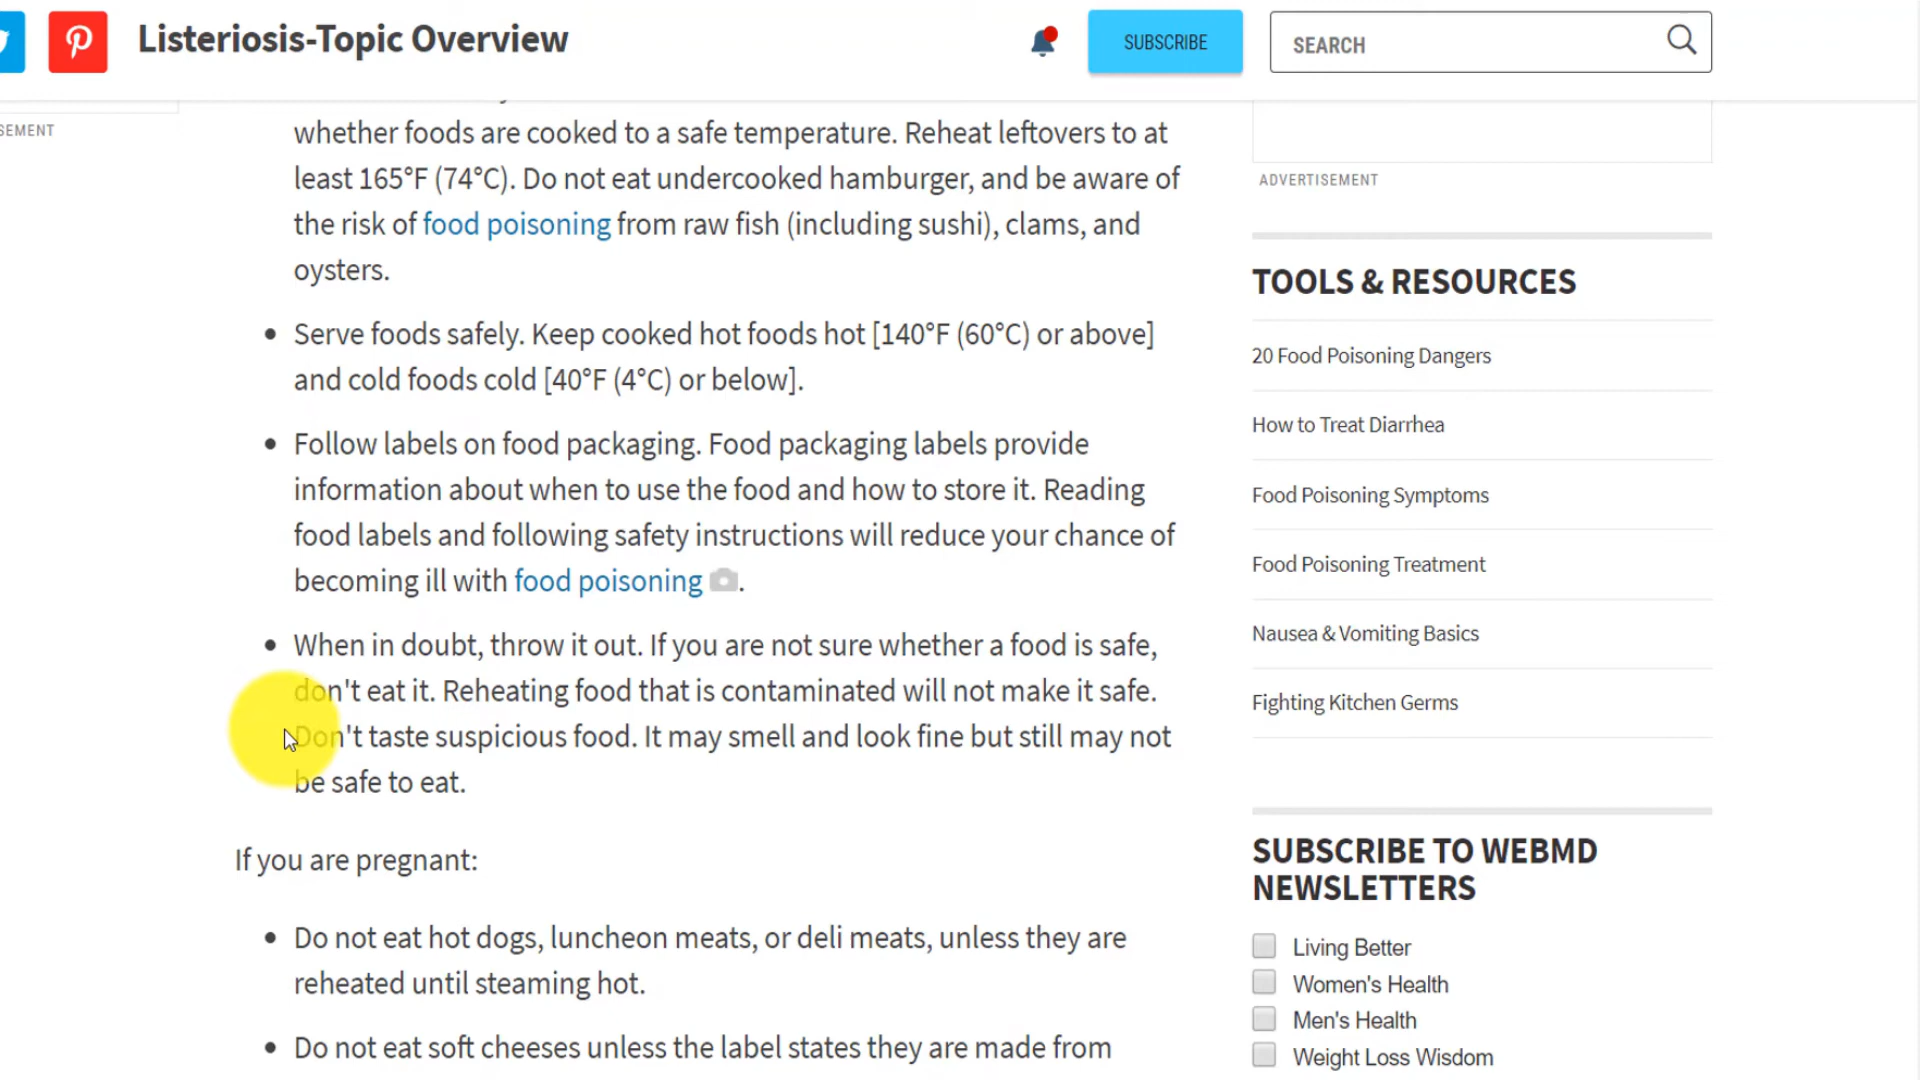 Listeriosis-Topic Overview
SUBSCRIBE
SEARCH
SEMENT
whether foods are cooked to a safe temperature. Reheat leftovers to at
least 165°F (74°C). Do not eat undercooked hamburger, and be aware of
the risk of food poisoning from raw fish (including sushi), clams, and
oysters.
Serve foods safely. Keep cooked hot foods hot [140°F (60°C) or above]
and cold foods cold [40°F (4°C) or below].
Follow labels on food packaging. Food packaging labels provide
information about when to use the food and how to store it. Reading
food labels and following safety instructions will reduce your chance of
becoming ill with food poisoning.
When in doubt, throw it out. If you are not sure whether a food is safe,
don't eat it. Reheating food that is contaminated will not make it safe.
Don't taste suspicious food. It may smell and look fine but still may not
be safe to eat.
If you are pregnant:
Do not eat hot dogs, luncheon meats, or deli meats, unless they are
reheated until steaming hot.
Do not eat soft cheeses unless the label states they are made from
ADVERTISEMENT
TOOLS & RESOURCES
20 Food Poisoning Dangers
How to Treat Diarrhea
Food Poisoning Symptoms
Food Poisoning Treatment
Nausea & Vomiting Basics
Fighting Kitchen Germs
SUBSCRIBE TO WEBMD
NEWSLETTERS
Living Better
Women's Health
Men's Health
Weight Loss Wisdom